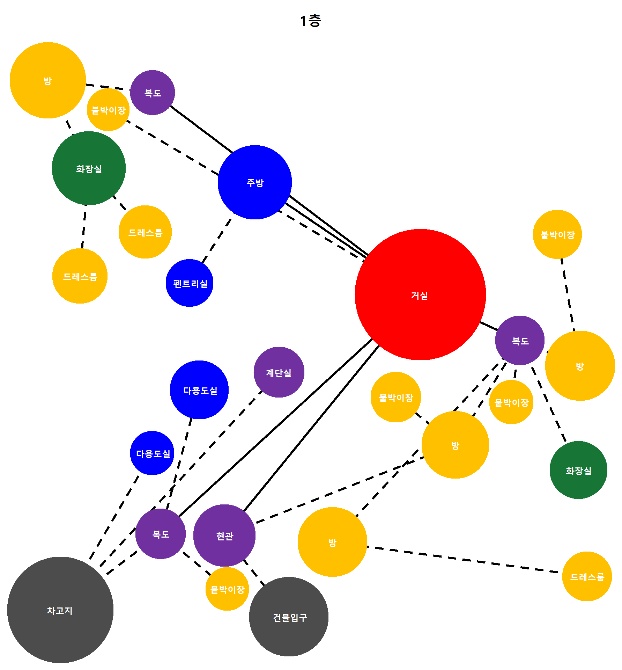 1층
방
복도
붙박이장
화장실
주방
드레스룸
드레스룸
펜트리실
거실
붙박이장
복도
방
계단실
다용도실
붙박이장
붙박이장
방
다용도실
화장실
복도
현관
방
드레스룸
붙박이장
차고지
건물입구